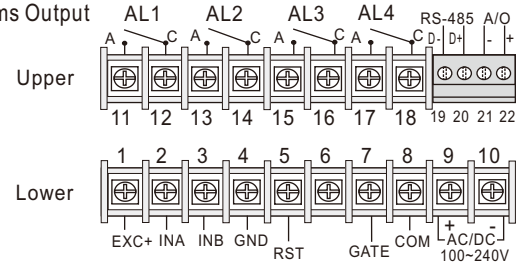 ms Output AL1 AL2 AL3 AL4 RS-485 A/O
A C A C A C A C D- D+ - +
Upper
11 12 13 14 15 16 17 18 19 20 21 22
1 2 3 4 5 6 7 8 9 10
Lower
EXC+ INA INB GND RST GATE COM + -
AC/DC
100~240V